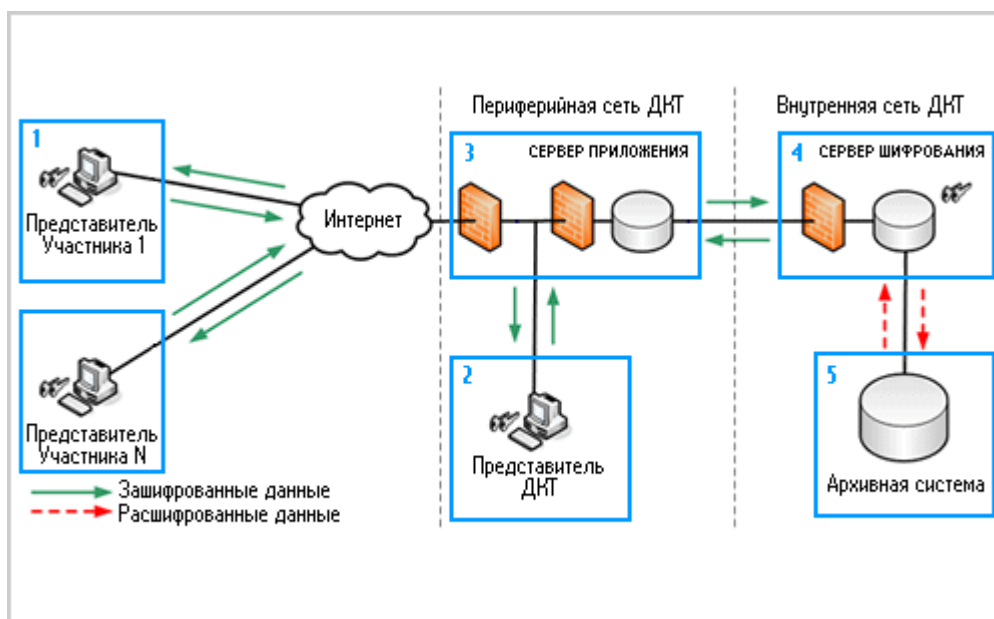 Периферийная сеть ДКТ
Внутренняя сеть ДКТ
1
Представитель
Участника 1
Интернет
3
СЕРВЕР ПРИЛОЖЕНИЯ
4
СЕРВЕР ШИФРОВАНИЯ
Представитель
Участника N
2
Представитель
ДКТ
5
Архивная система
Зашифрованные данные
Расшифрованные данные